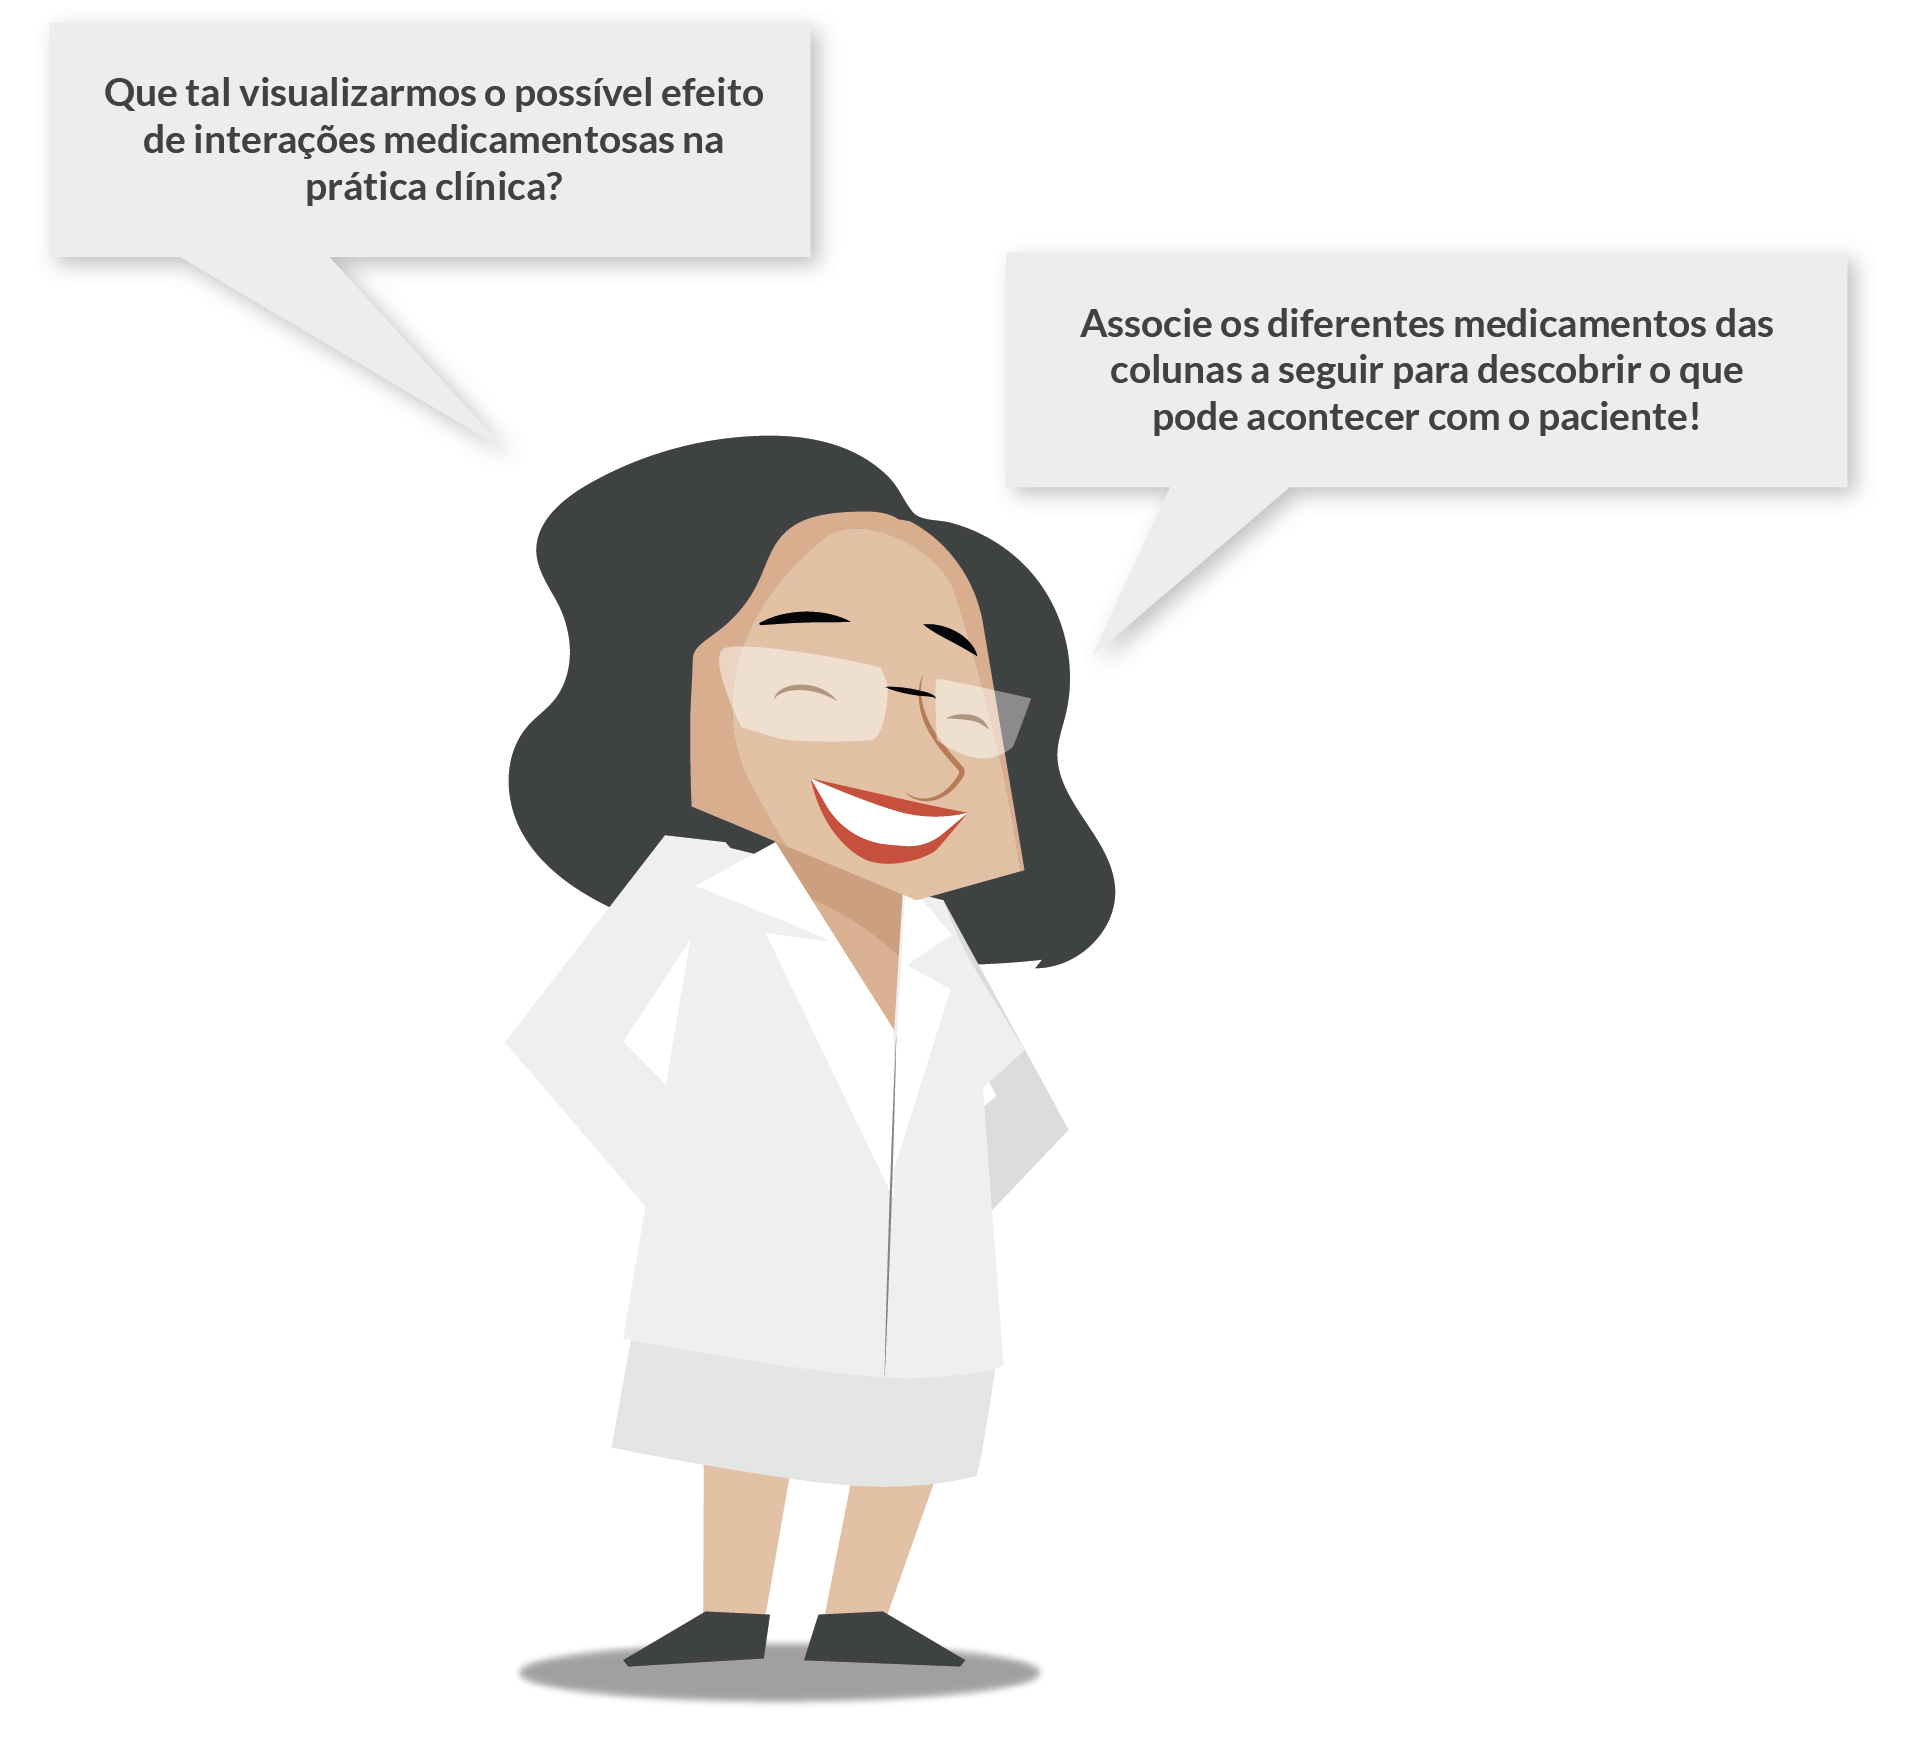 Que tal visualizarmos o possível efeito
de interações medicamentosas na
prática clínica?
Associe os diferentes medicamentos das
colunas a seguir para descobrir o que
pode acontecer com o paciente!